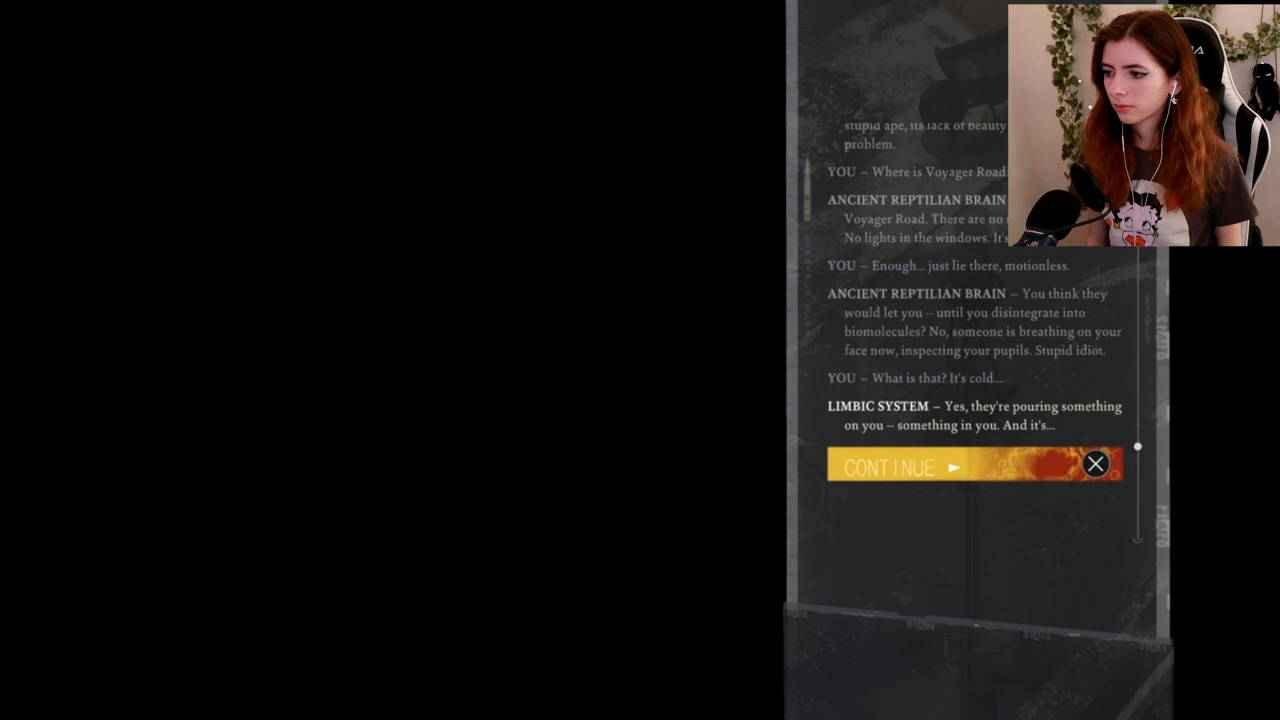 stupid ape, its lack of beauty
problem.
YOU – Where is Voyager Road
ANCIENT REPTILIAN BRAIN
Voyager Road. There are no
No lights in the windows. It's
YOU – Enough... just lie there, motionless.
ANCIENT REPTILIAN BRAIN – You think they
would let you -- until you disintegrate into
biomolecules? No, someone is breathing on your
face now, inspecting your pupils. Stupid idiot.
YOU – What is that? It's cold...
LIMBIC SYSTEM – Yes, they're pouring something
on you -- something in you. And it's...
CONTINUE